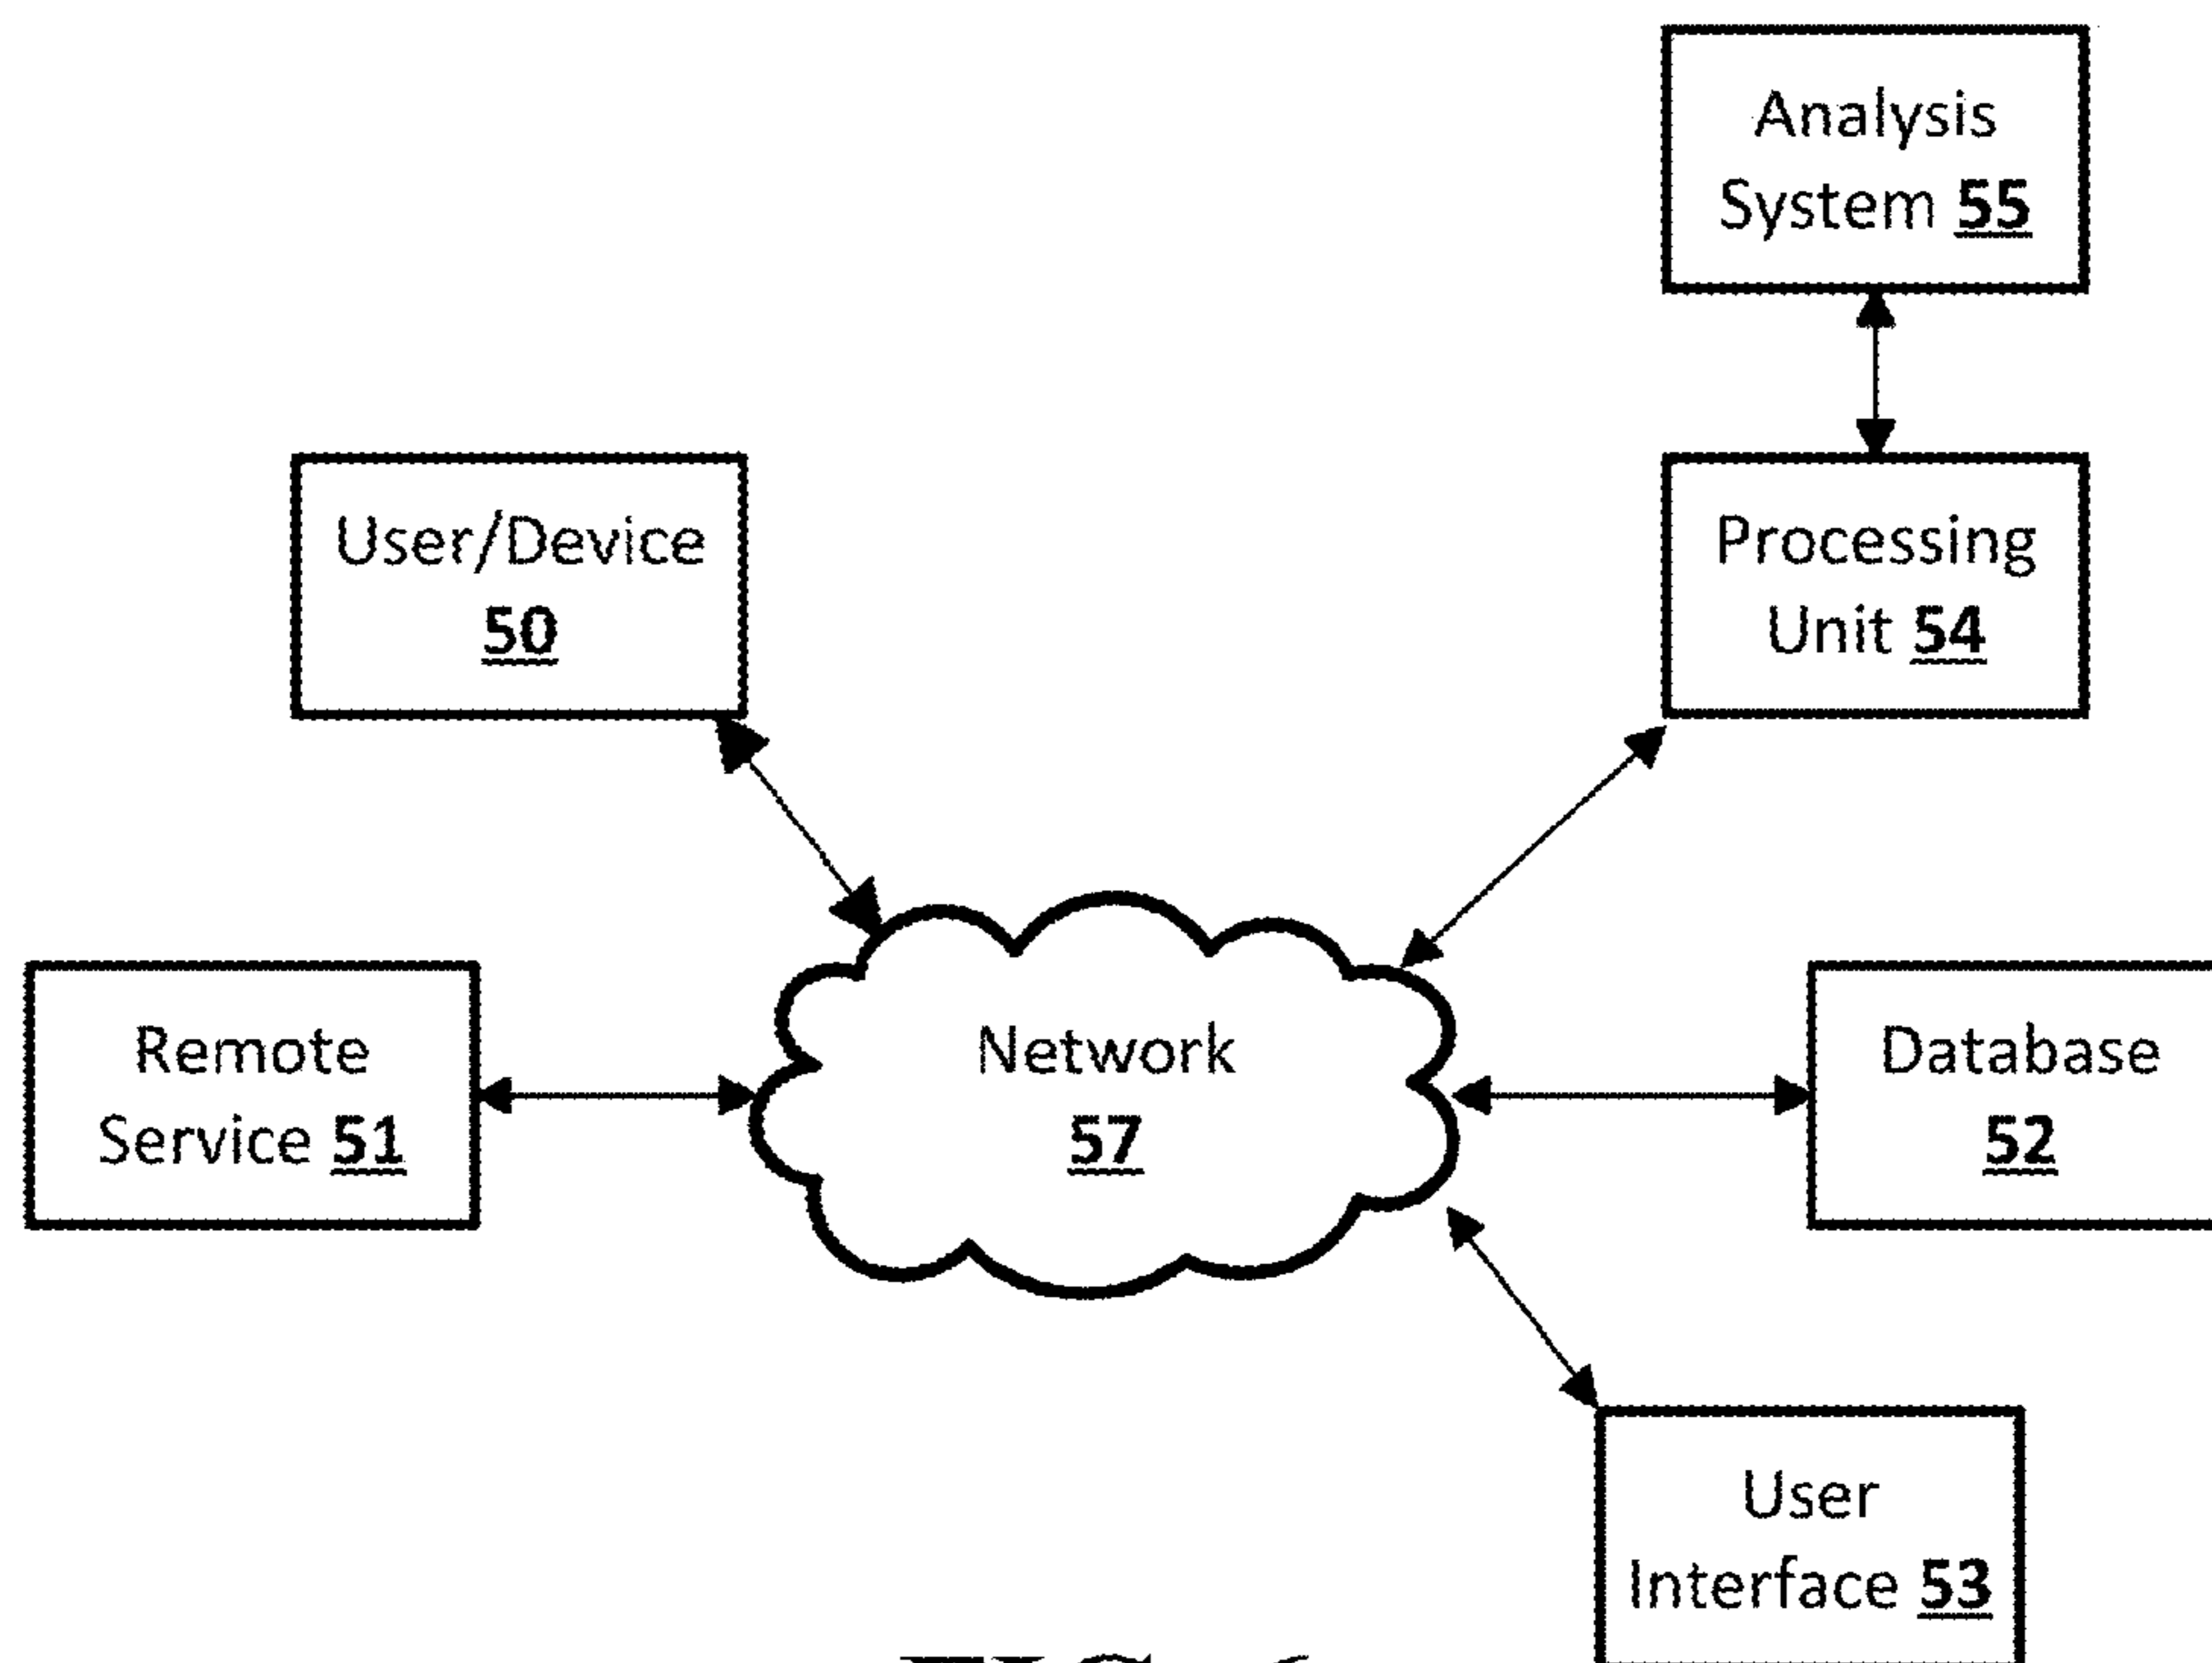 Analysis
System 55
User/Device
50
Processing
Unit 54
Remote
Service 51
Network
57
Database
52
User
Interface 53